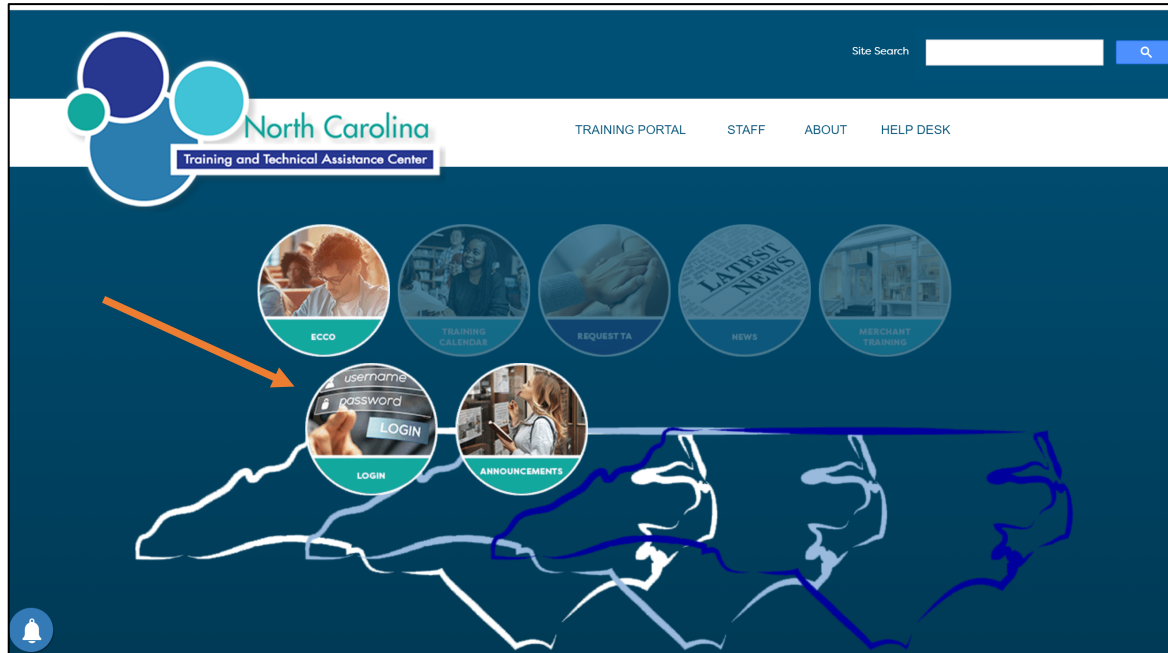 Site Search
North Carolina
Training and Technical Assistance Center
TRAINING PORTAL
STAFF
ABOUT
HELP DESK
LATEST
NEWS
ECCO
TRAINING
CALENDAR
REQUEST TA
NEWS
MERCHANT
TRAINING
username
password
LOGIN
LOGIN
ANNOUNCEMENTS